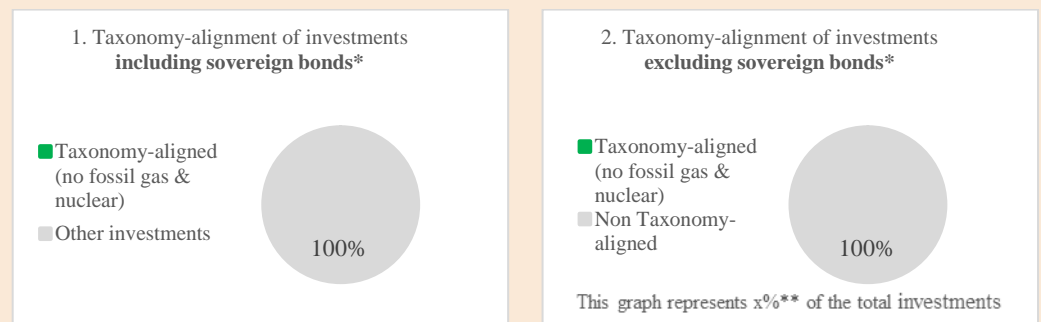 1. Taxonomy-alignment of investments
including sovereign bonds*
Taxonomy-aligned
(no fossil gas &
nuclear)
Other investments
100%
2. Taxonomy-alignment of investments
excluding sovereign bonds*
Taxonomy-aligned
(no fossil gas &
nuclear)
Non Taxonomy-
aligned
100%
This graph represents x%** of the total investments